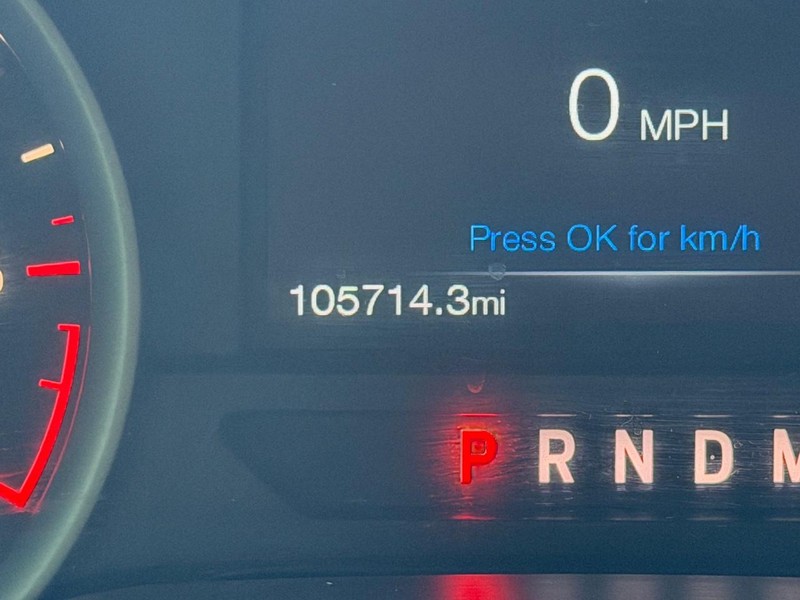 0 MPH
Press OK for km/h
105714.3mi
P R N D M